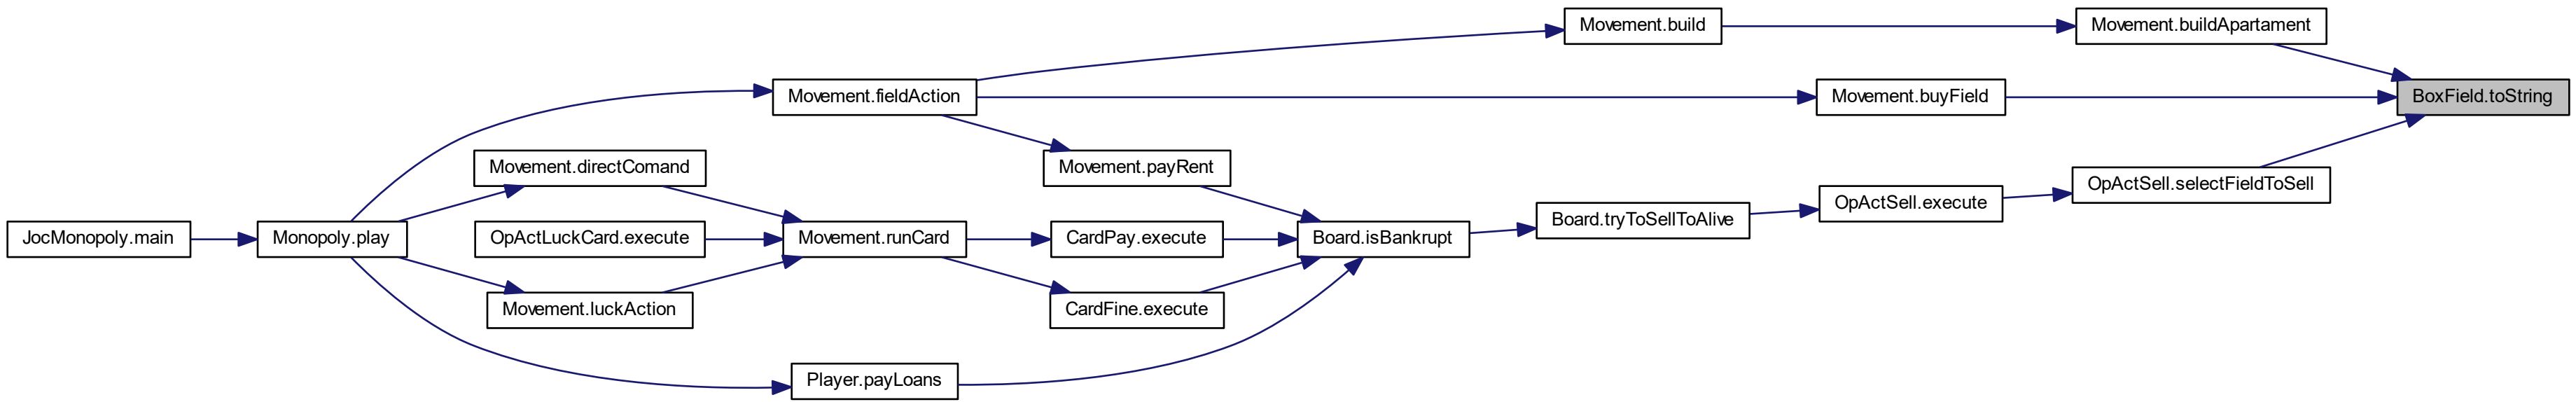 JocMonopoly.main
Monopoly.play
Movement.fieldAction
Movement.directComand
OpActLuckCard.execute
Movement.luckAction
Player.payLoans
Movement.runCard
Movement.payRent
CardPay.execute
CardFine.execute
Board.isBankrupt
Movement.build
Movement.buyField
Board.tryToSellToAlive
OpActSell.execute
Movement.buildApartament
OpActSell.selectFieldToSell
BoxField.toString